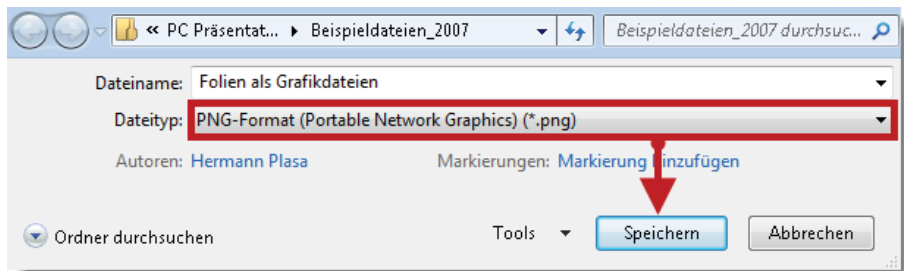 « PC Präsentat... Beispieldateien_2007 Beispieldateien_2007 durchsuc...
Dateiname: Folien als Grafikdateien
Dateityp: PNG-Format (Portable Network Graphics) (*.png)
Autoren: Hermann Plasa Markierungen: Markierung hinzufügen
Ordner durchsuchen Tools Speichern Abbrechen